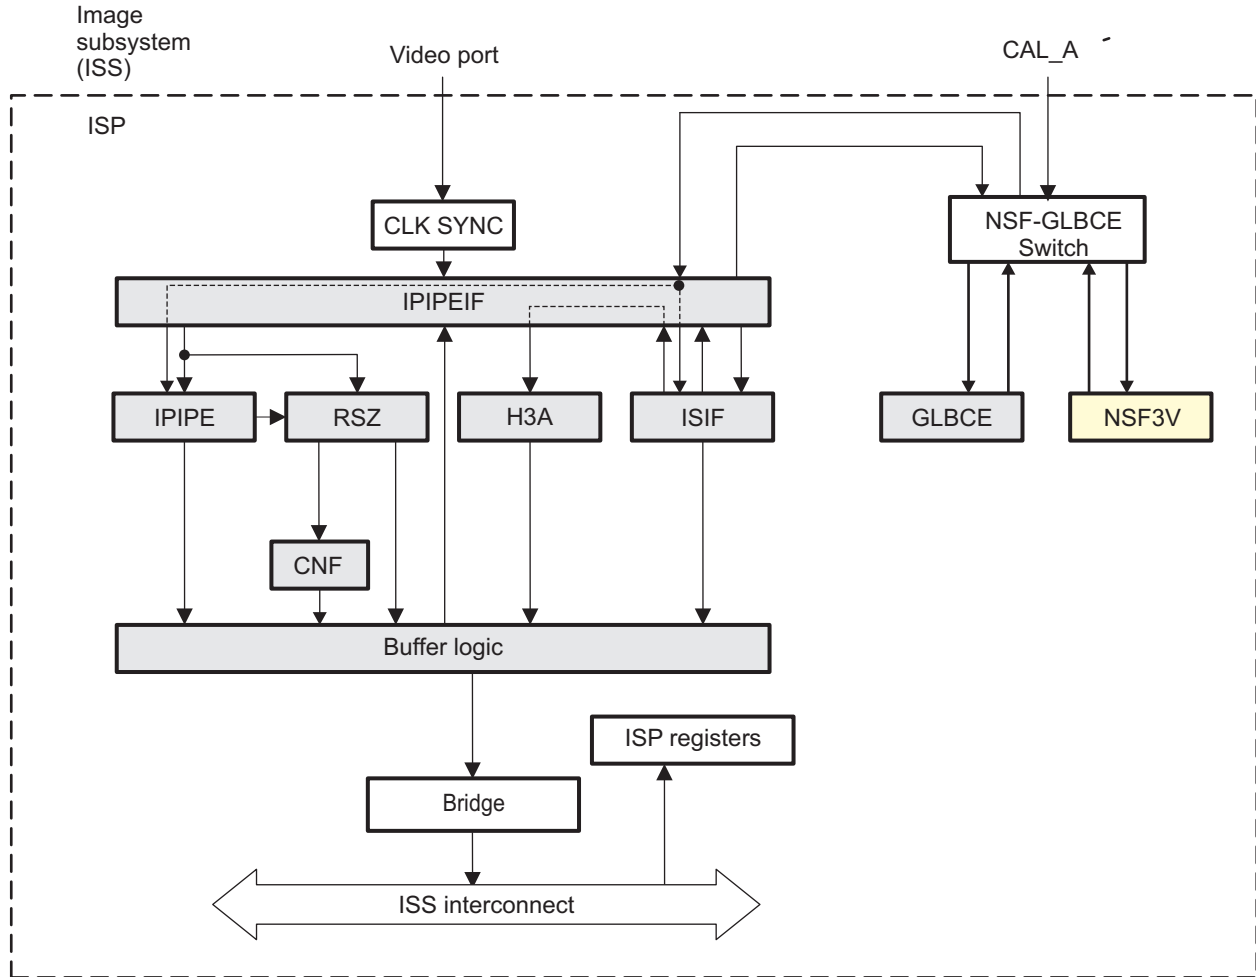 Image
subsystem
(ISS)
Video port
CAL_A
ISP
CLK SYNC
NSF-GLBCE
Switch
IPIPEIF
IPIPE
RSZ
H3A
ISIF
GLBCE
NSF3V
CNF
Buffer logic
ISP registers
Bridge
ISS interconnect